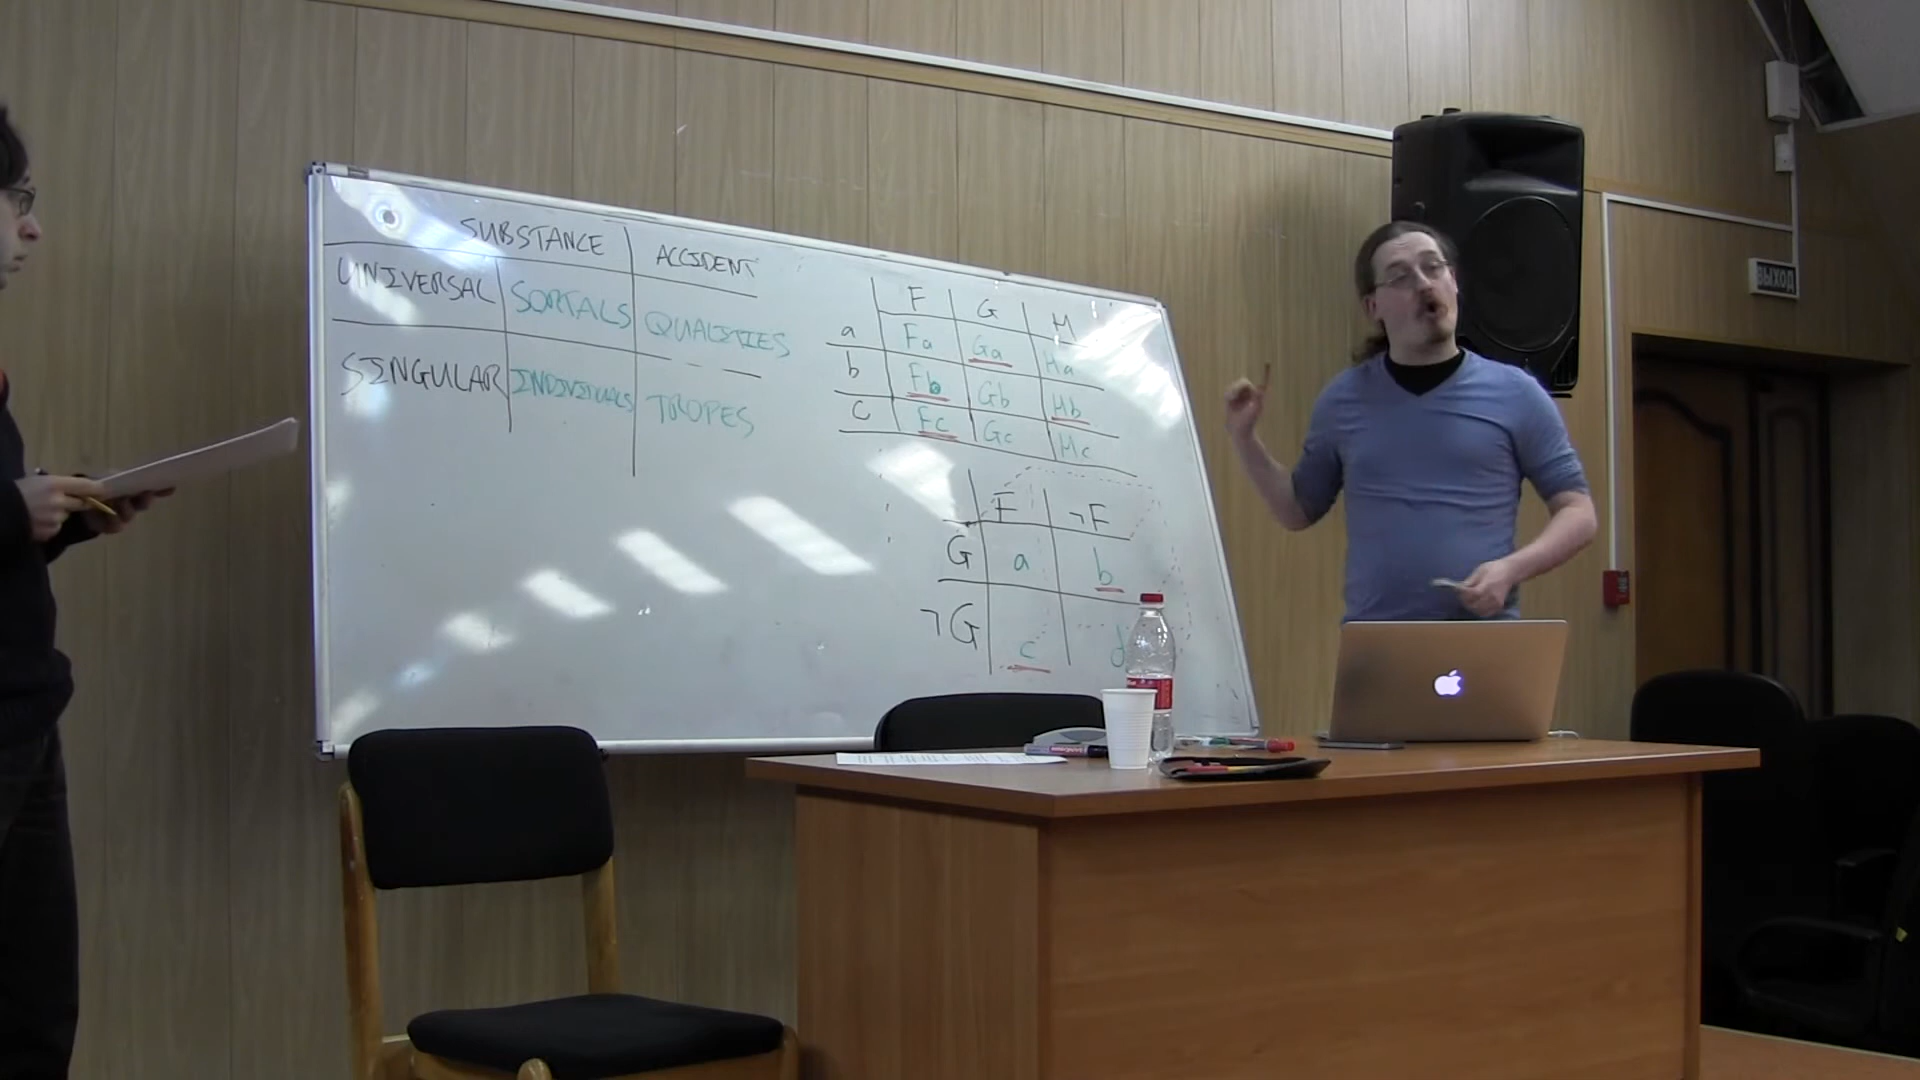 SUBSTANCE ACCIDENT
UNIVERSAL SORTALS QUALITIES
SINGULAR INDIVIDUALS TROPES
F G H
a Fa Ga Ha
b Fb Gb Hb
c Fc Gc Hc
F ¬F
G a b
¬G c d
ВЫХОД